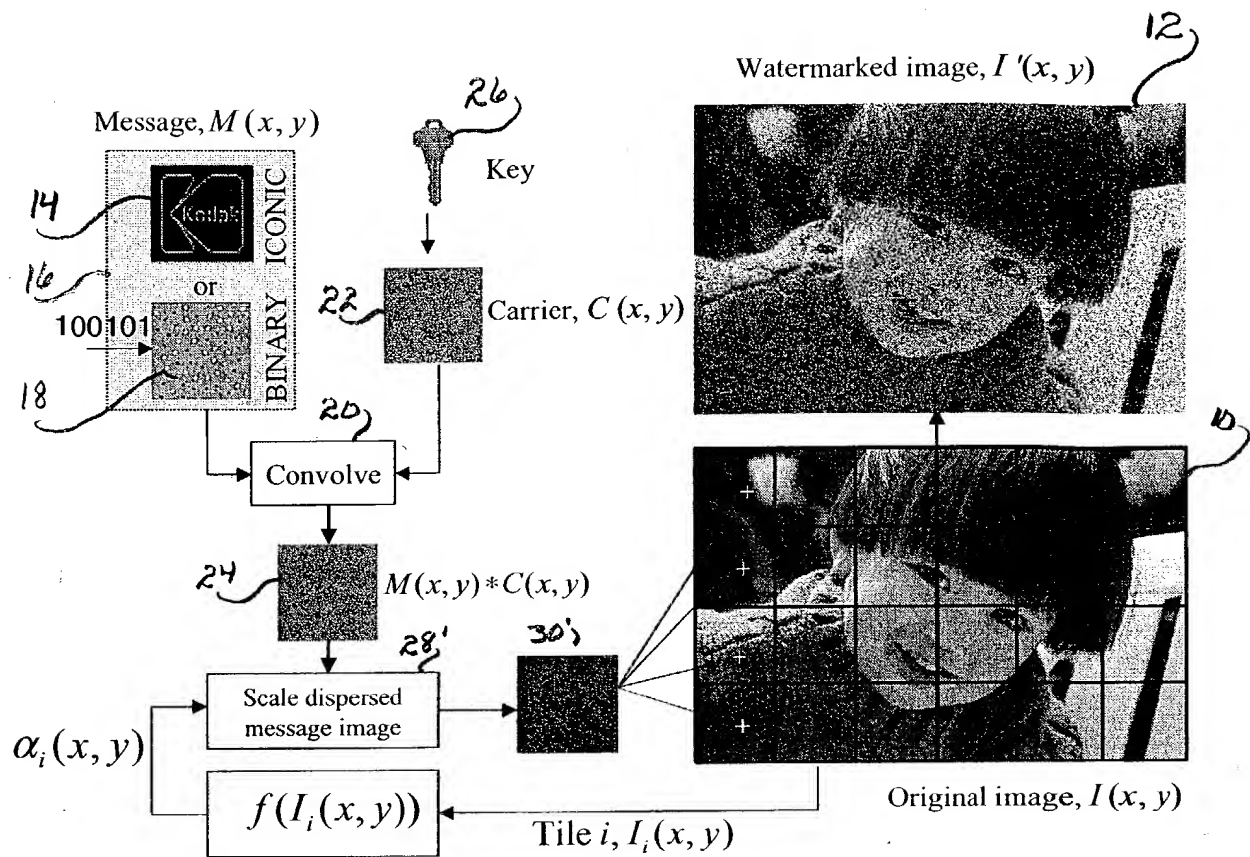 12
Watermarked image, I '(x, y)
26
Message, M (x, y)
Key
14
Kodak
ICONIC
16
or
22
Carrier, C (x, y)
100101
BINARY
18
20
10
Convolve
24
M(x, y)*C(x, y)
28'
30'i
Scale dispersed
message image
αi(x, y)
f(Ii(x, y))
Original image, I(x, y)
Tile i, Ii(x, y)